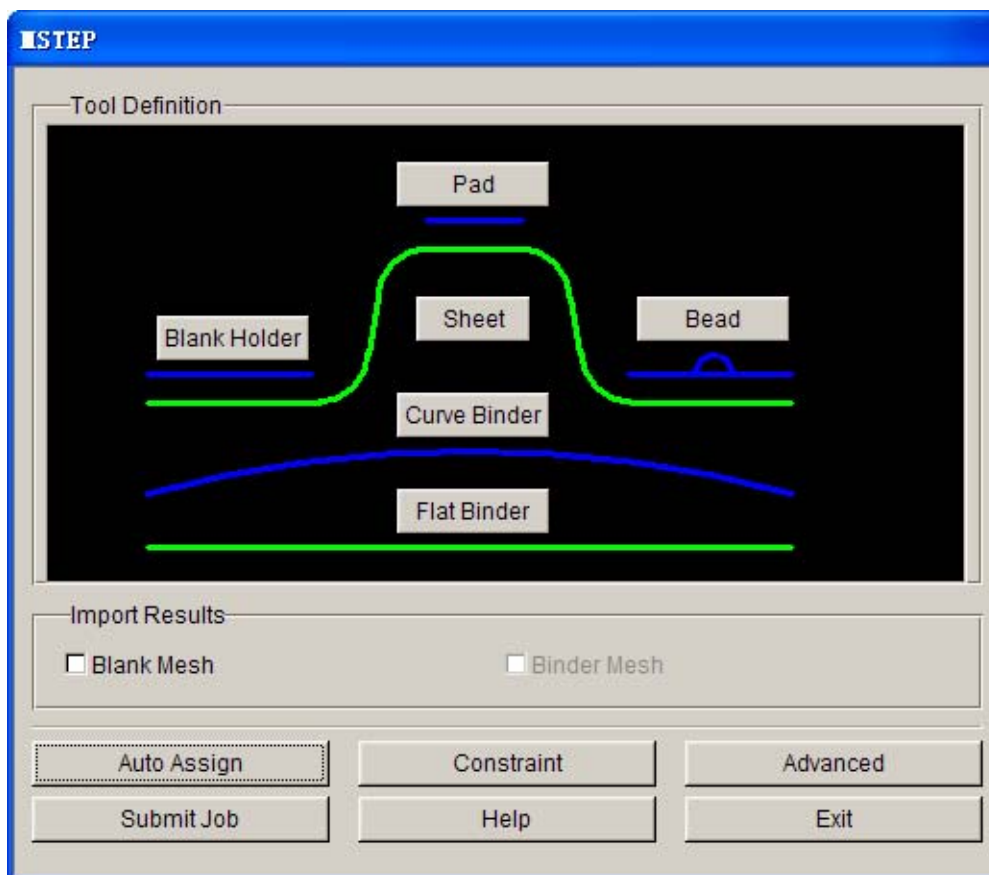 MSTEP
Tool Definition
Pad
Sheet
Bead
Blank Holder
Curve Binder
Flat Binder
Import Results
Blank Mesh
Binder Mesh
Auto Assign
Constraint
Advanced
Submit Job
Help
Exit